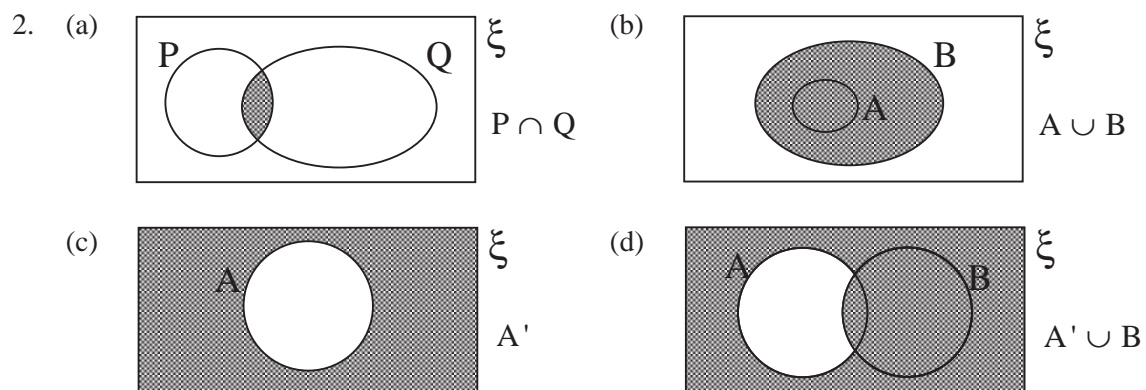 2. (a) P Q ξ P ∩ Q
(b) A B ξ A ∪ B
(c) A ξ A'
(d) A B ξ A' ∪ B